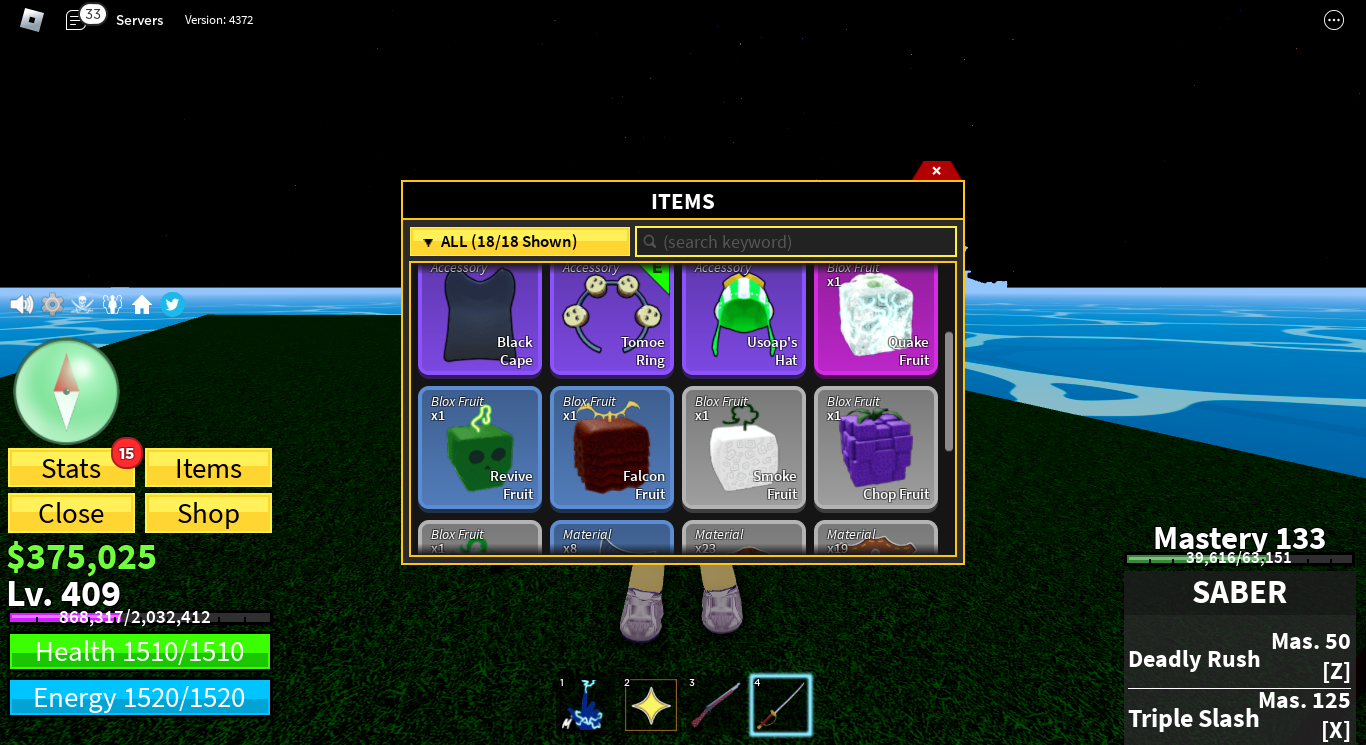 33
Servers
Version: 4372
×
ITEMS
▼ ALL (18/18 Shown)
(search keyword)
Accessory
Black
Cape
Accessory
E
Tomoe
Ring
Accessory
Usoap's
Hat
Blox Fruit
x1
Quake
Fruit
Blox Fruit
x1
Revive
Fruit
Blox Fruit
x1
Falcon
Fruit
Blox Fruit
x1
Smoke
Fruit
Blox Fruit
x1
Chop Fruit
Blox Fruit
x1
Material
x8
Material
x23
Material
x19
Stats
15
Items
Close
Shop
$375,025
Lv. 409
868,317/2,032,412
Health 1510/1510
Energy 1520/1520
1
2
3
4
Mastery 133
39,616/63,151
SABER
Mas. 50
Deadly Rush
[Z]
Mas. 125
Triple Slash
[X]